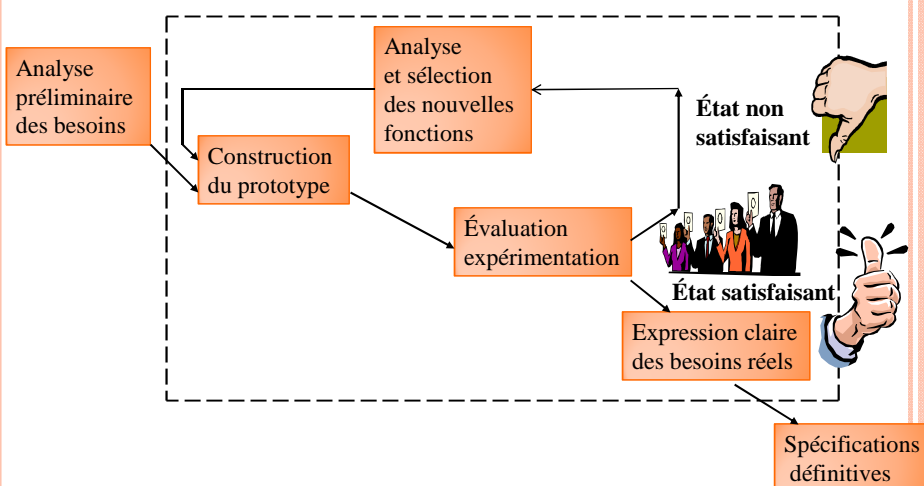 Analyse
préliminaire
des besoins
Analyse
et sélection
des nouvelles
fonctions
État non
satisfaisant
Construction
du prototype
Évaluation
expérimentation
État satisfaisant
Expression claire
des besoins réels
Spécifications
définitives